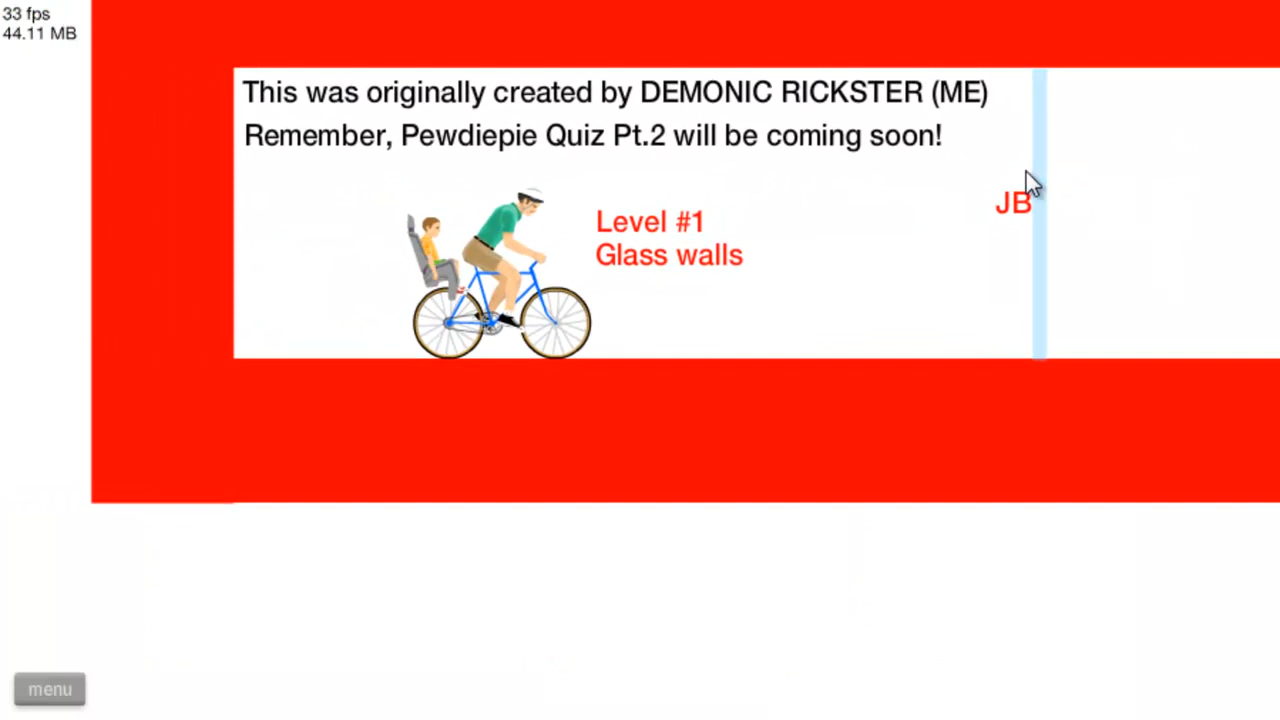 33 fps
44.11 MB
This was originally created by DEMONIC RICKSTER (ME)
Remember, Pewdiepie Quiz Pt.2 will be coming soon!
JB
Level #1
Glass walls
menu